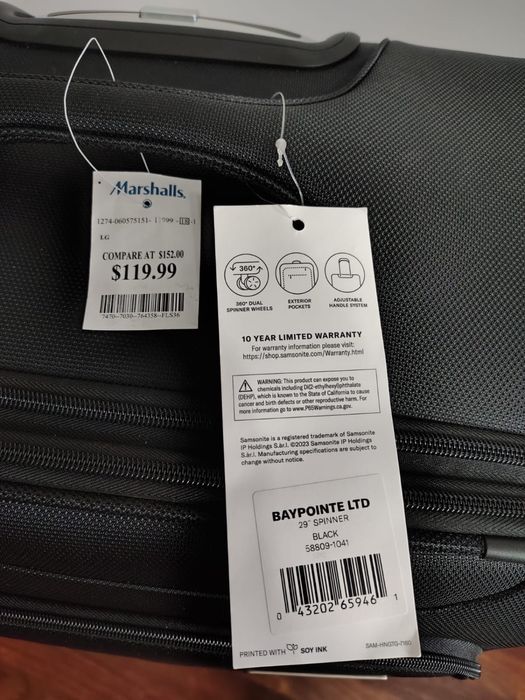 Marshalls.
1274-060575151- 1 999 -18-1
LG
COMPARE AT $152.00
$119.99
7470-7030-764358-FLS36
360°
360° DUAL
SPINNER WHEELS
EXTERIOR
POCKETS
ADJUSTABLE
HANDLE SYSTEM
10 YEAR LIMITED WARRANTY
For warranty information please visit:
https://shop.samsonite.com/Warranty.html
WARNING: This product can expose you to
chemicals including Di(2-ethylhexyl)phthalate
(DEHP), which is known to the State of California to cause
cancer and birth defects or other reproductive harm. For
more information go to www.P65Warnings.ca.gov.
Samsonite is a registered trademark of Samsonite
IP Holdings S.àr.l. ©2023 Samsonite IP Holdings
S.àr.l. Manufacturing specifications are subject to
change without notice.
BAYPOINTE LTD
29" SPINNER
BLACK
58809-1041
0 43202 65946 1
PRINTED WITH SOY INK
SAM-HNGTG-7160